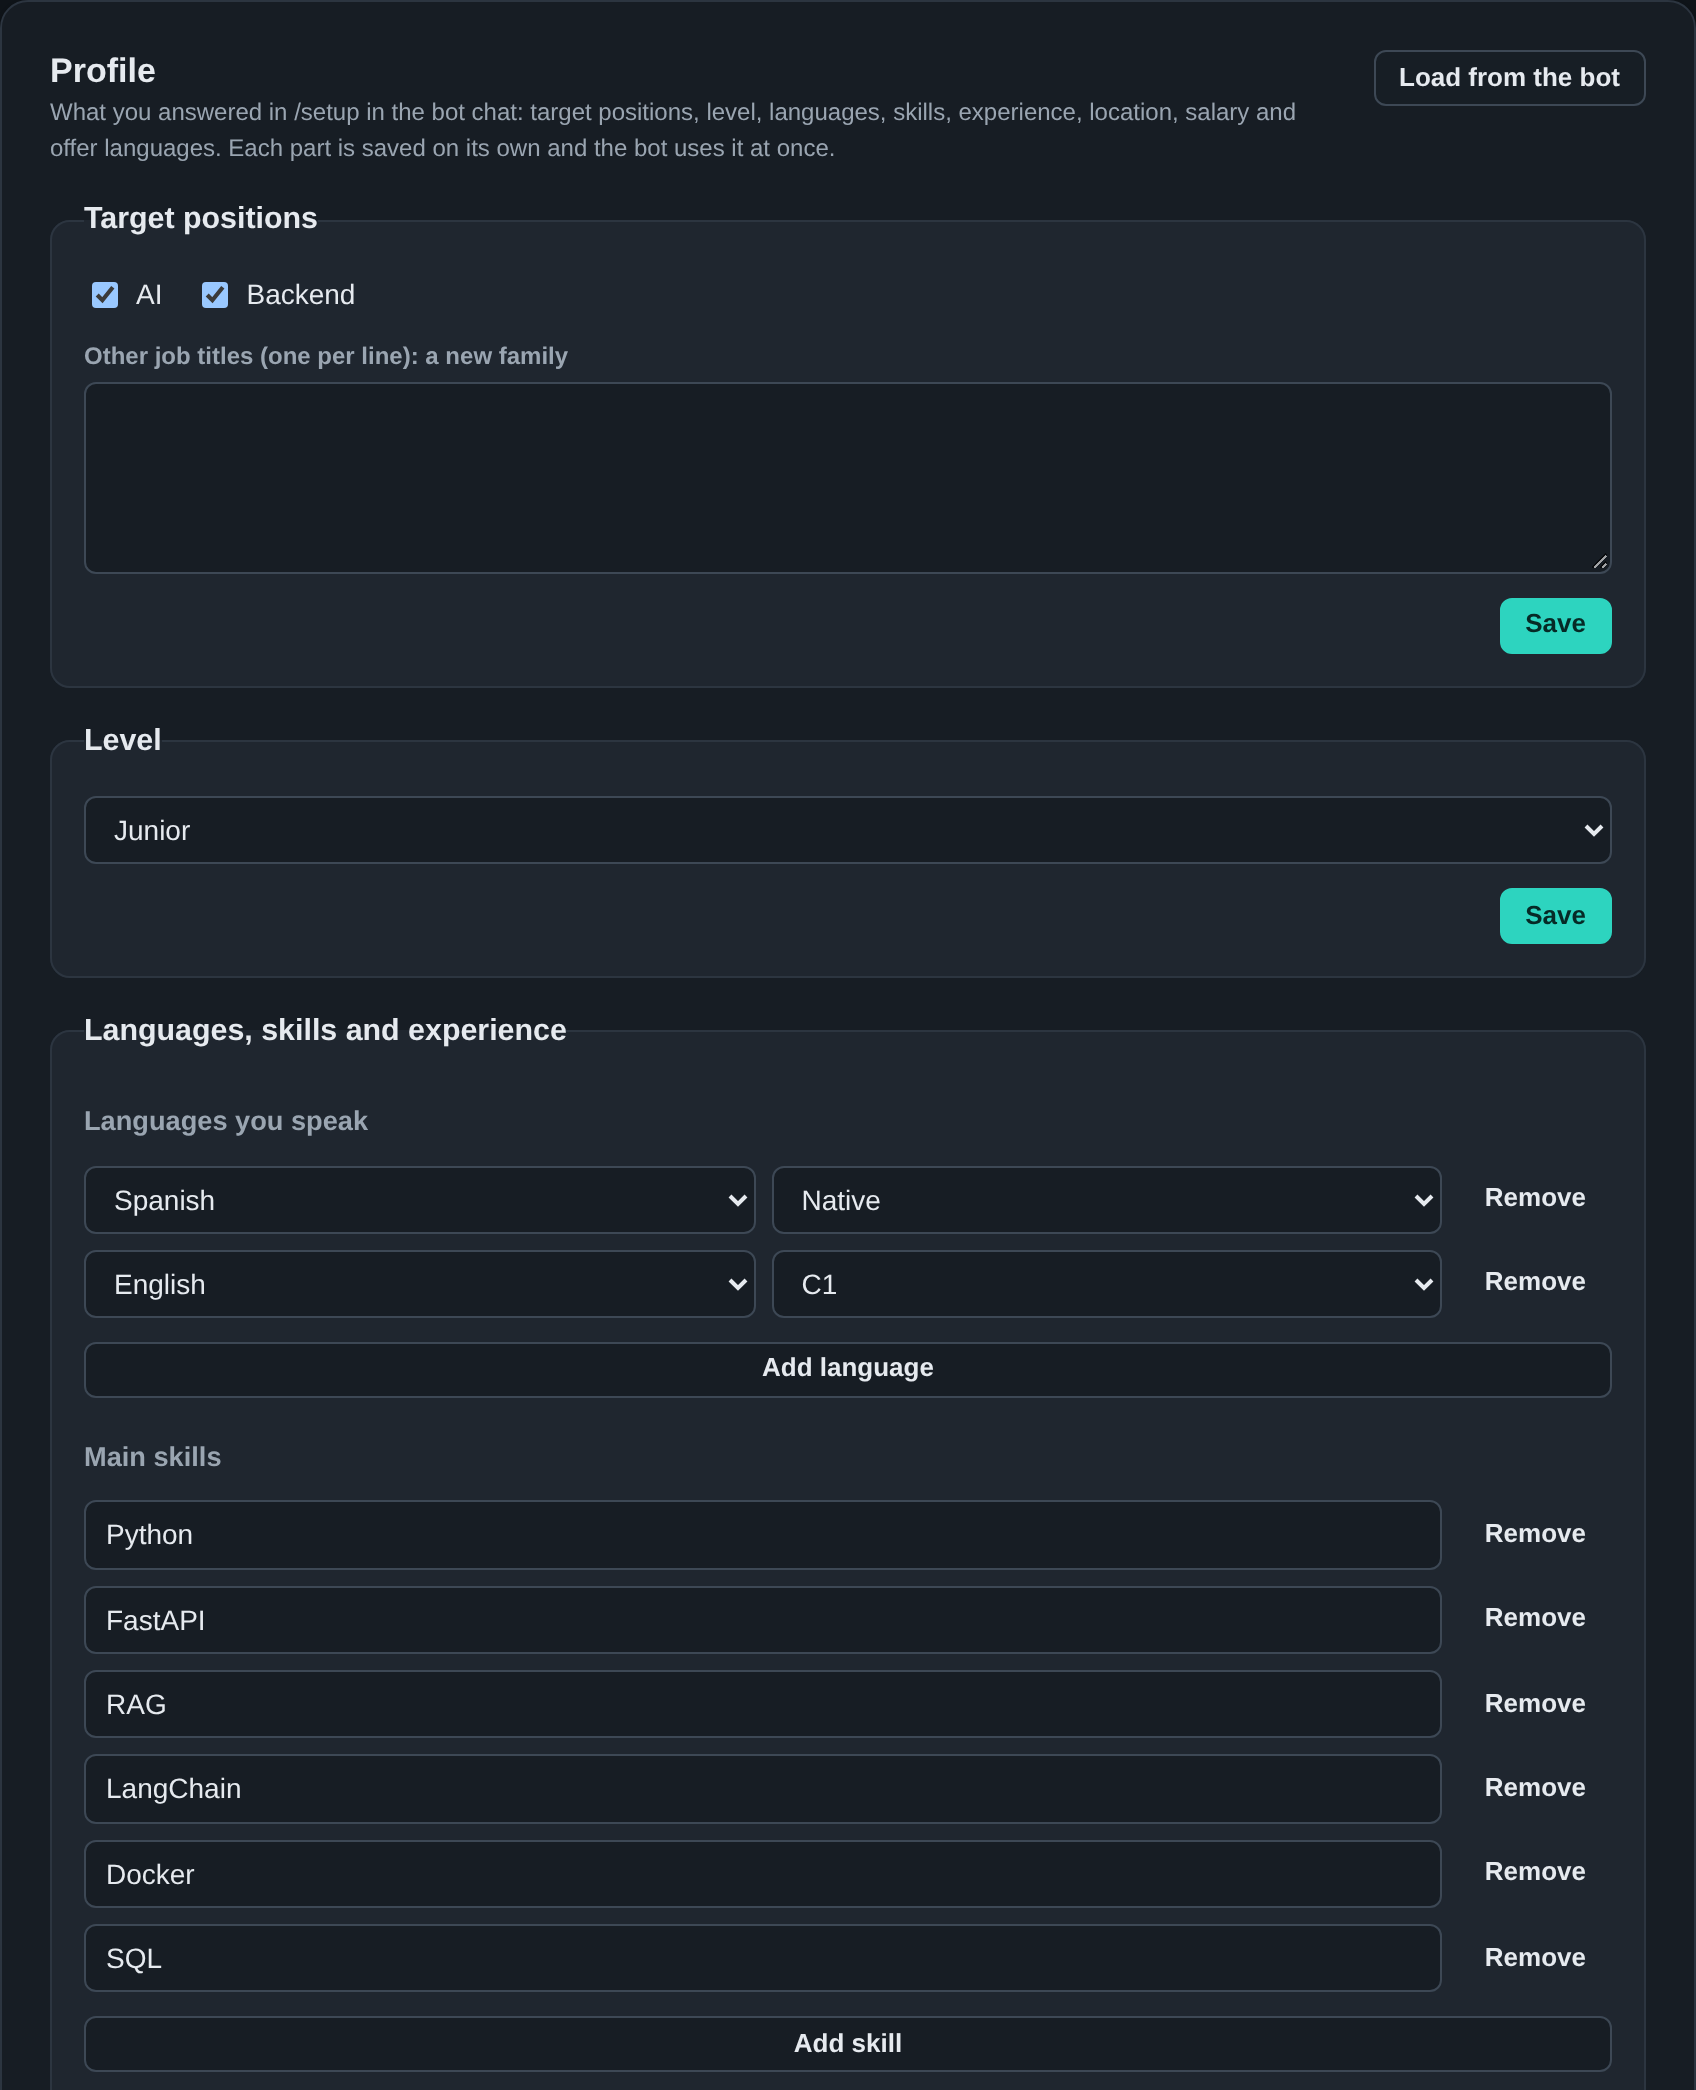 Profile
Load from the bot
What you answered in /setup in the bot chat: target positions, level, languages, skills, experience, location, salary and
offer languages. Each part is saved on its own and the bot uses it at once.
Target positions
AI
Backend
Other job titles (one per line): a new family
Save
Level
Junior
Save
Languages, skills and experience
Languages you speak
Spanish
Native
Remove
English
C1
Remove
Add language
Main skills
Python
Remove
FastAPI
Remove
RAG
Remove
LangChain
Remove
Docker
Remove
SQL
Remove
Add skill